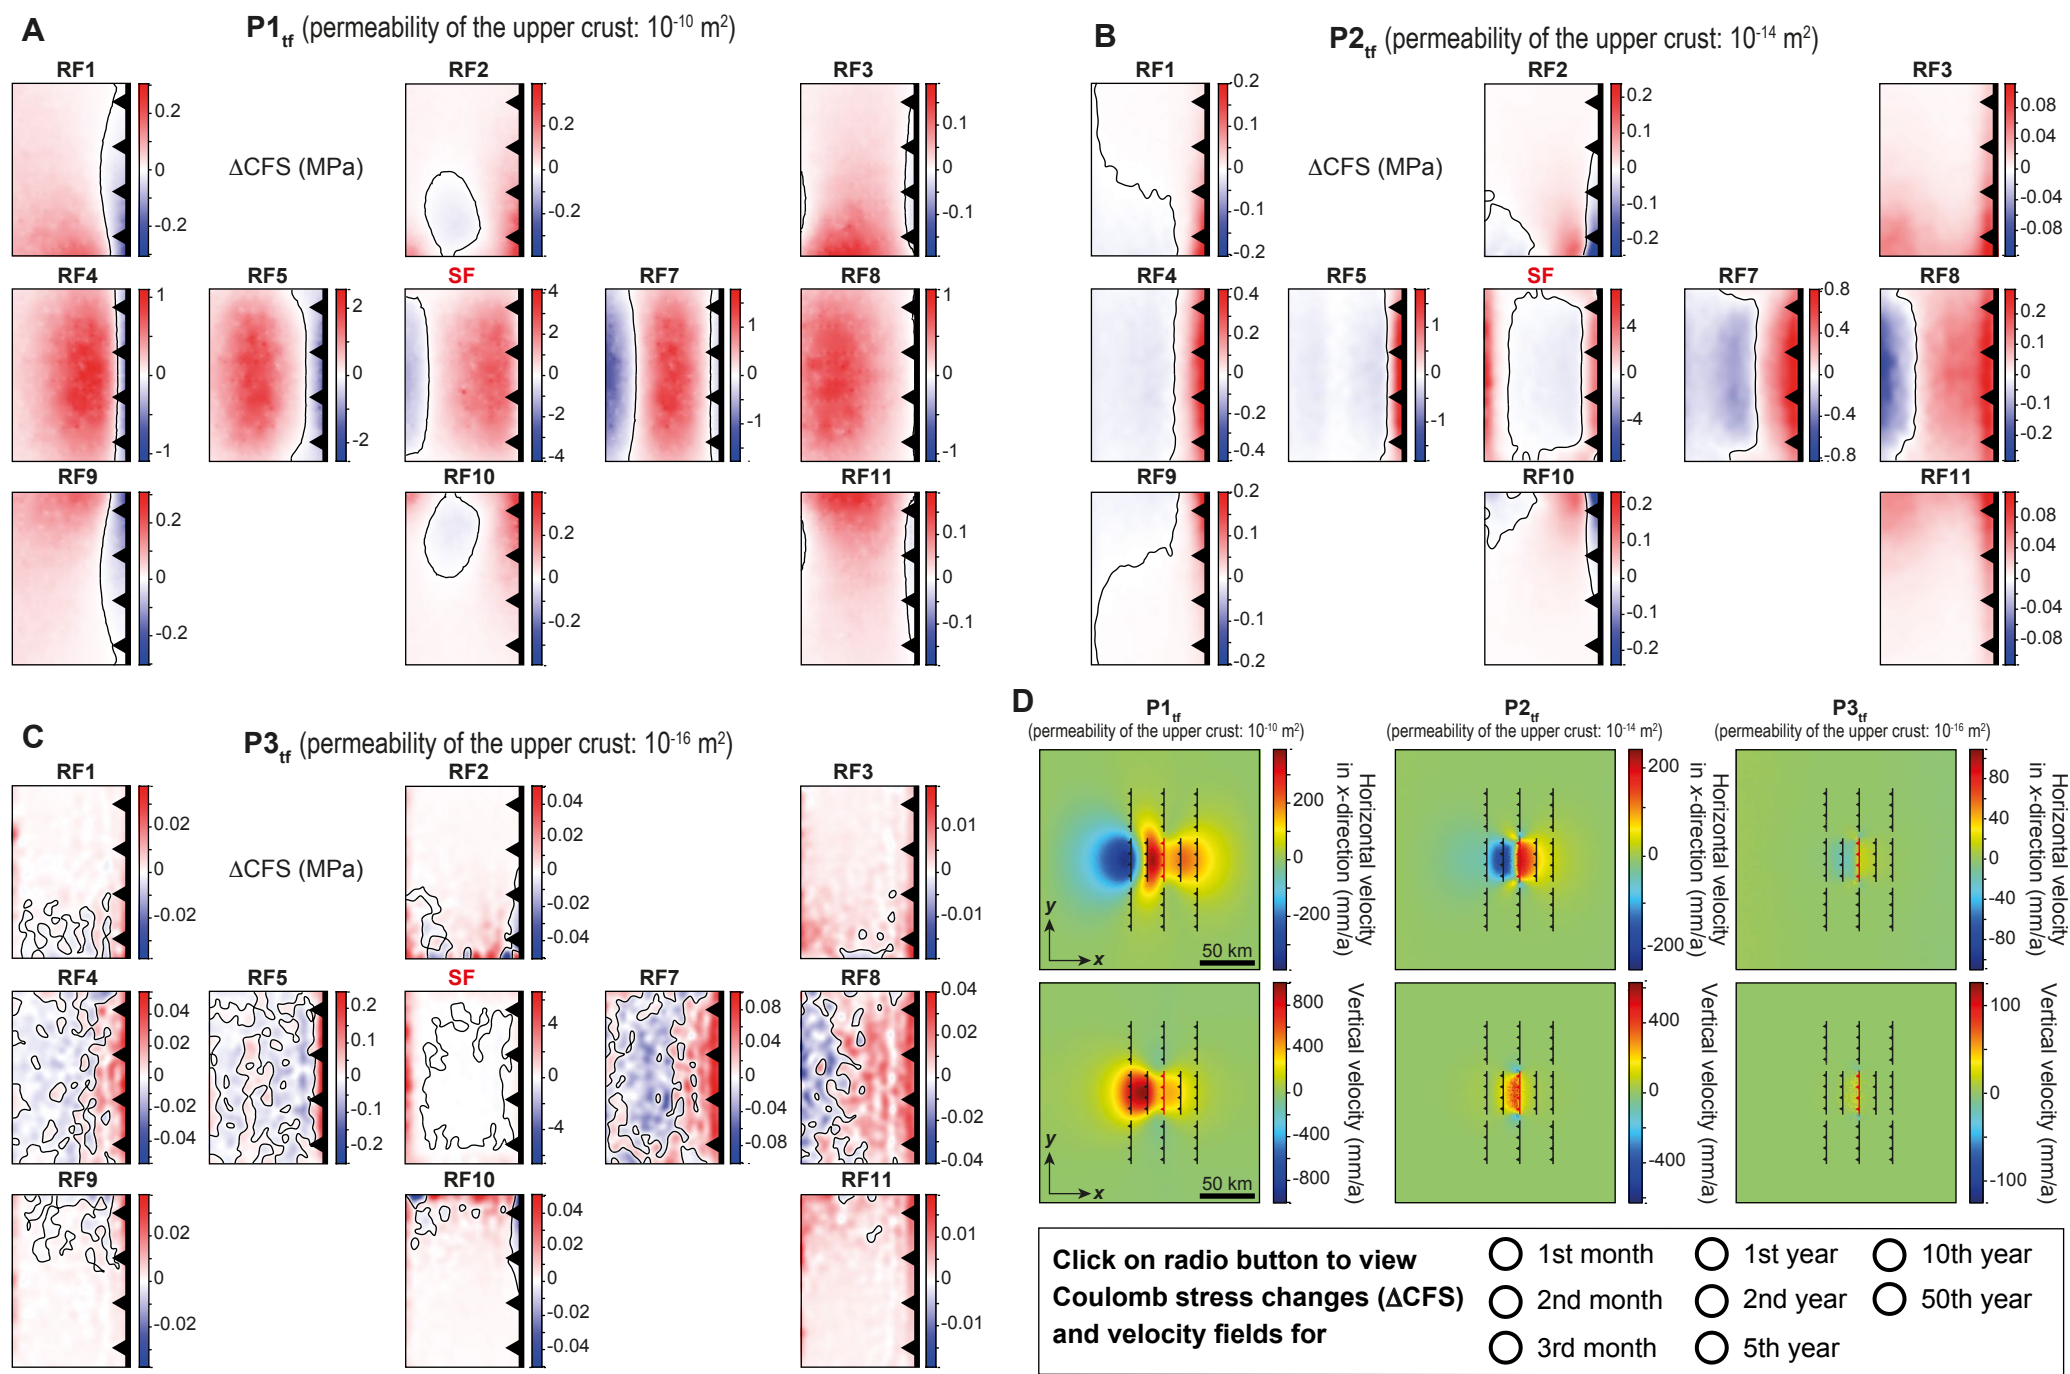 A
P1tf (permeability of the upper crust: 10-10 m2)
RF1
RF2
RF3
0.2
0
-0.2
ΔCFS (MPa)
0.2
0
-0.2
0.1
0
-0.1
RF4
RF5
SF
RF7
RF8
1
0
-1
2
0
-2
4
2
0
-2
-4
1
0
-1
1
0
-1
RF9
RF10
RF11
0.2
0
-0.2
0.2
0
-0.2
0.1
0
-0.1
B
P2tf (permeability of the upper crust: 10-14 m2)
RF1
RF2
RF3
0.2
0.1
0
-0.1
-0.2
ΔCFS (MPa)
0.2
0.1
0
-0.1
-0.2
0.08
0.04
0
-0.04
-0.08
RF4
RF5
SF
RF7
RF8
0.4
0.2
0
-0.2
-0.4
1
0
-1
4
0
-4
0.8
0.4
0
-0.4
-0.8
0.2
0.1
0
-0.1
-0.2
RF9
RF10
RF11
0.2
0.1
0
-0.1
-0.2
0.2
0.1
0
-0.1
-0.2
0.08
0.04
0
-0.04
-0.08
C
P3tf (permeability of the upper crust: 10-16 m2)
RF1
RF2
RF3
0.02
0
-0.02
ΔCFS (MPa)
0.04
0.02
0
-0.02
-0.04
0.01
0
-0.01
RF4
RF5
SF
RF7
RF8
0.04
0.02
0
-0.02
-0.04
0.2
0.1
0
-0.1
-0.2
4
0
-4
0.08
0.04
0
-0.04
-0.08
0.04
0.02
0
-0.02
-0.04
RF9
RF10
RF11
0.02
0
-0.02
0.04
0.02
0
-0.02
-0.04
0.01
0
-0.01
D
P1tf
(permeability of the upper crust: 10-10 m2)
P2tf
(permeability of the upper crust: 10-14 m2)
P3tf
(permeability of the upper crust: 10-16 m2)
y
x
50 km
200
0
-200
Horizontal velocity
in x-direction (mm/a)
200
0
-200
Horizontal velocity
in x-direction (mm/a)
80
40
0
-40
-80
Horizontal velocity
in x-direction (mm/a)
y
x
50 km
800
400
0
-400
-800
Vertical velocity (mm/a)
400
0
-400
Vertical velocity (mm/a)
100
0
-100
Vertical velocity (mm/a)
Click on radio button to view
Coulomb stress changes (ΔCFS)
and velocity fields for
1st month
1st year
10th year
2nd month
2nd year
50th year
3rd month
5th year